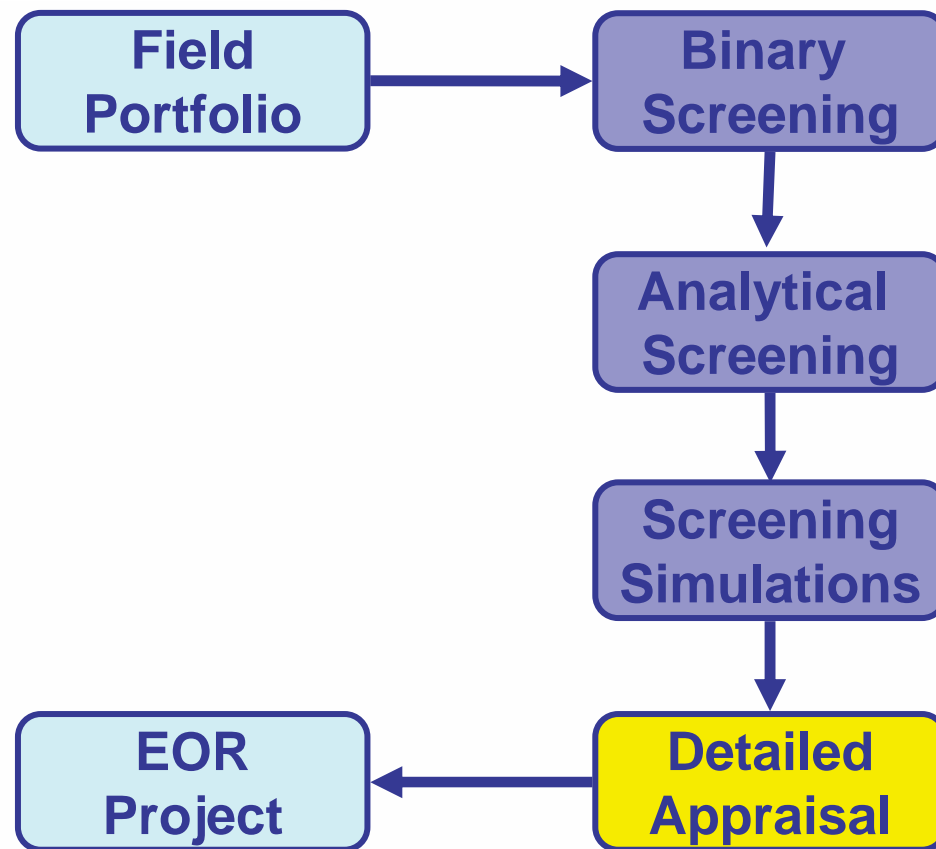 Field
Portfolio
Binary
Screening
Analytical
Screening
Screening
Simulations
EOR
Project
Detailed
Appraisal